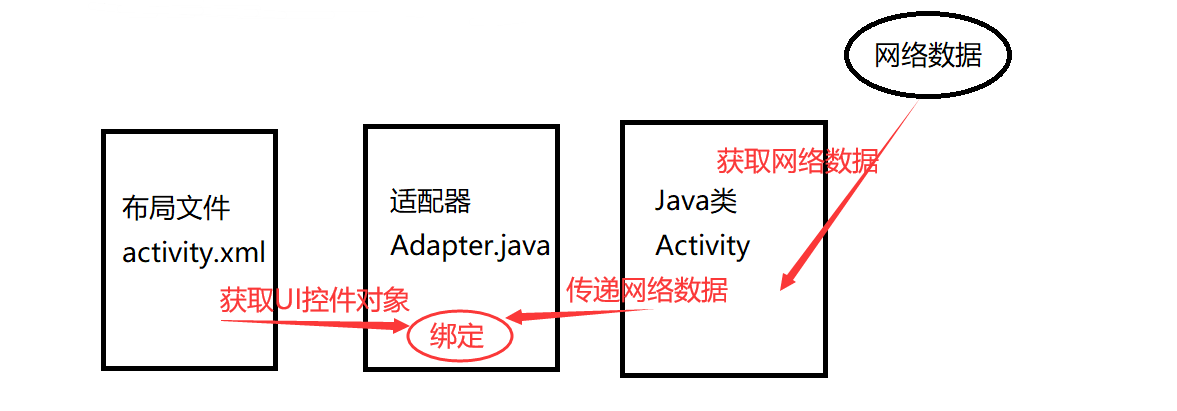 网络数据
获取网络数据
布局文件
activity.xml
获取UI控件对象
适配器
Adapter.java
绑定
Java类
Activity
传递网络数据